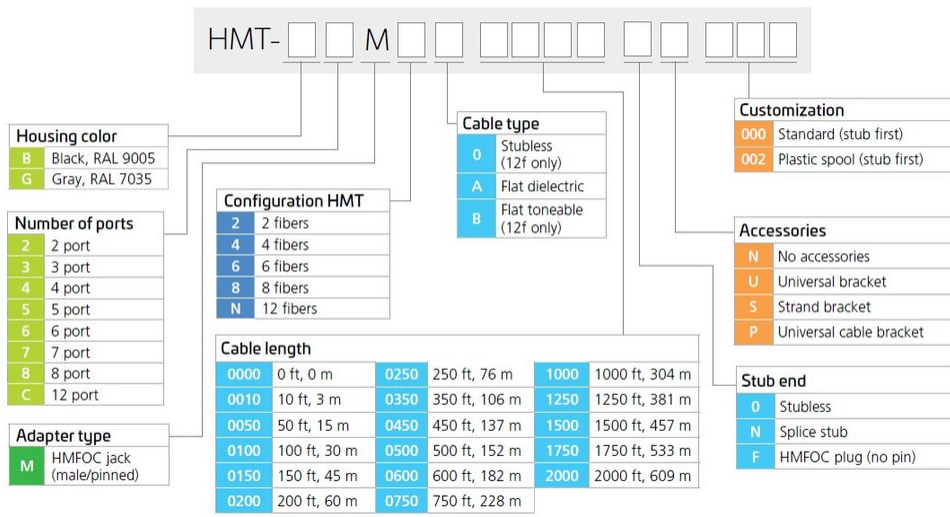 HMT- M
Housing color
B Black, RAL 9005
G Gray, RAL 7035
Number of ports
2 2 port
3 3 port
4 4 port
5 5 port
6 6 port
7 7 port
8 8 port
C 12 port
Adapter type
M HMFOC jack
(male/pinned)
Configuration HMT
2 2 fibers
4 4 fibers
6 6 fibers
8 8 fibers
N 12 fibers
Cable type
0 Stubless
(12f only)
A Flat dielectric
B Flat toneable
(12f only)
Cable length
0000 0 ft, 0 m 0250 250 ft, 76 m 1000 1000 ft, 304 m
0010 10 ft, 3 m 0350 350 ft, 106 m 1250 1250 ft, 381 m
0050 50 ft, 15 m 0450 450 ft, 137 m 1500 1500 ft, 457 m
0100 100 ft, 30 m 0500 500 ft, 152 m 1750 1750 ft, 533 m
0150 150 ft, 45 m 0600 600 ft, 182 m 2000 2000 ft, 609 m
0200 200 ft, 60 m 0750 750 ft, 228 m
Customization
000 Standard (stub first)
002 Plastic spool (stub first)
Accessories
N No accessories
U Universal bracket
S Strand bracket
P Universal cable bracket
Stub end
0 Stubless
N Splice stub
F HMFOC plug (no pin)